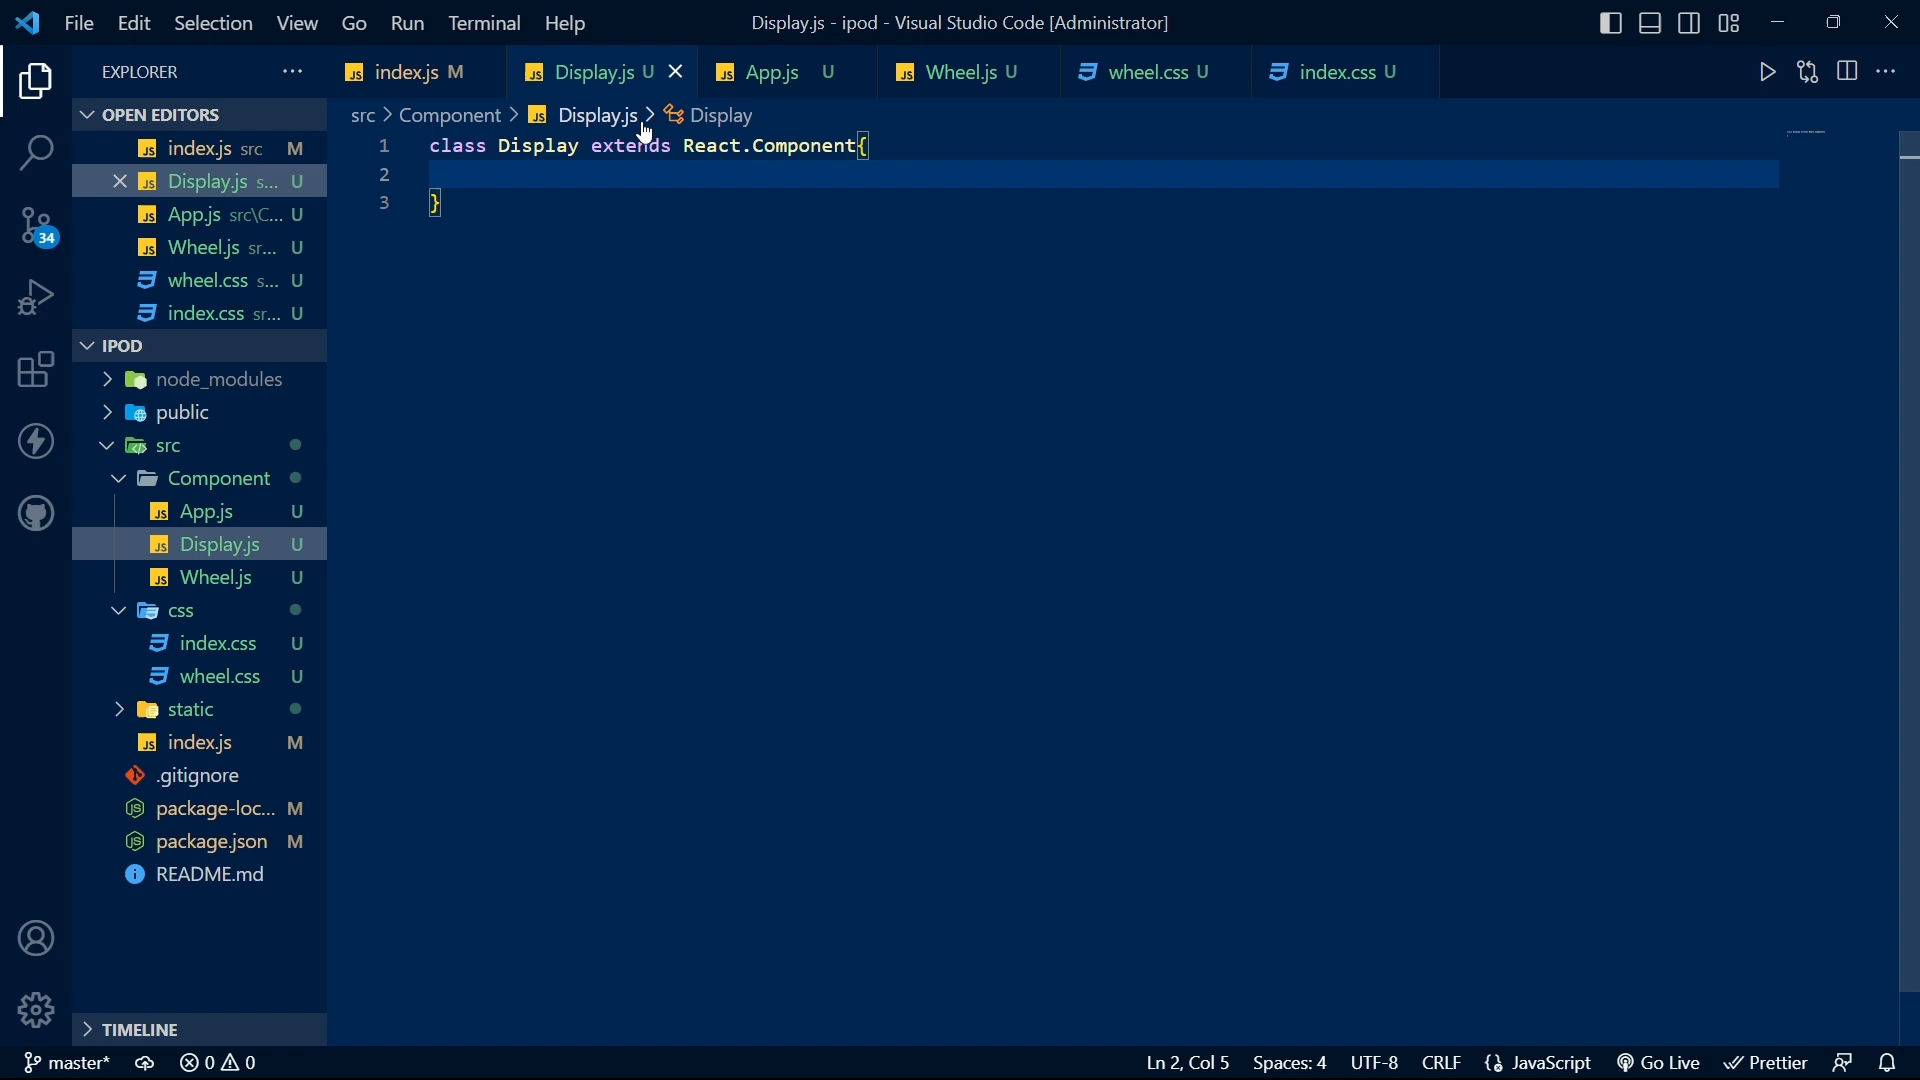 File Edit Selection View Go Run Terminal Help
Display.js - ipod - Visual Studio Code [Administrator]
EXPLORER
index.js M
Display.js U
App.js U
Wheel.js U
wheel.css U
index.css U
OPEN EDITORS
index.js src M
Display.js s... U
App.js src\C... U
Wheel.js sr... U
wheel.css s... U
index.css sr... U
IPOD
node_modules
public
src
Component
App.js U
Display.js U
Wheel.js U
css
index.css U
wheel.css U
static
index.js M
.gitignore
package-loc... M
package.json M
README.md
TIMELINE
34
src > Component > Display.js > Display
1 class Display extends React.Component{
2
3 }
master* 0 0
Ln 2, Col 5 Spaces: 4 UTF-8 CRLF {} JavaScript Go Live Prettier